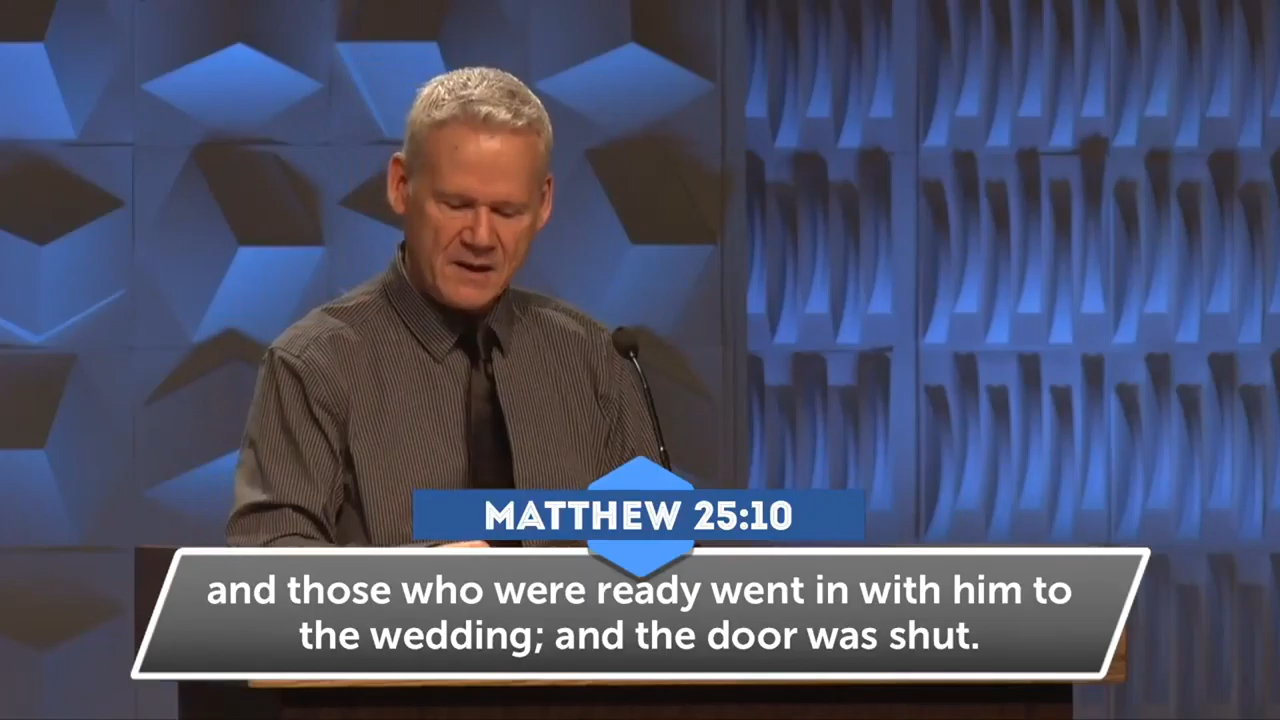 MATTHEW 25:10
and those who were ready went in with him to
the wedding; and the door was shut.